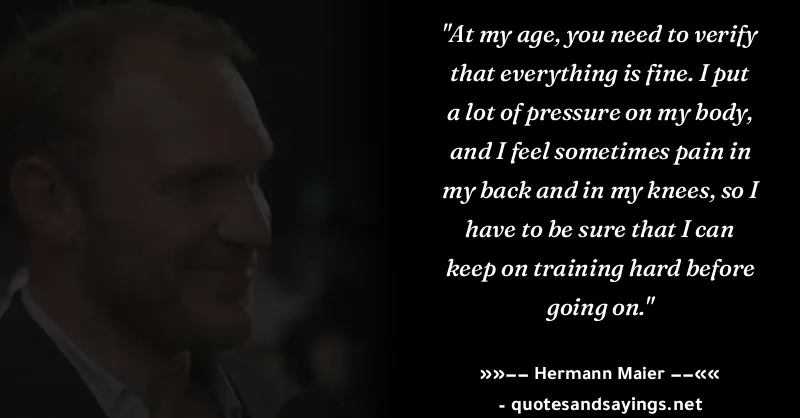 "At my age, you need to verify
that everything is fine. I put
a lot of pressure on my body,
and I feel sometimes pain in
my back and in my knees, so I
have to be sure that I can
keep on training hard before
going on."
»»−− Hermann Maier −−««
- quotesandsayings.net